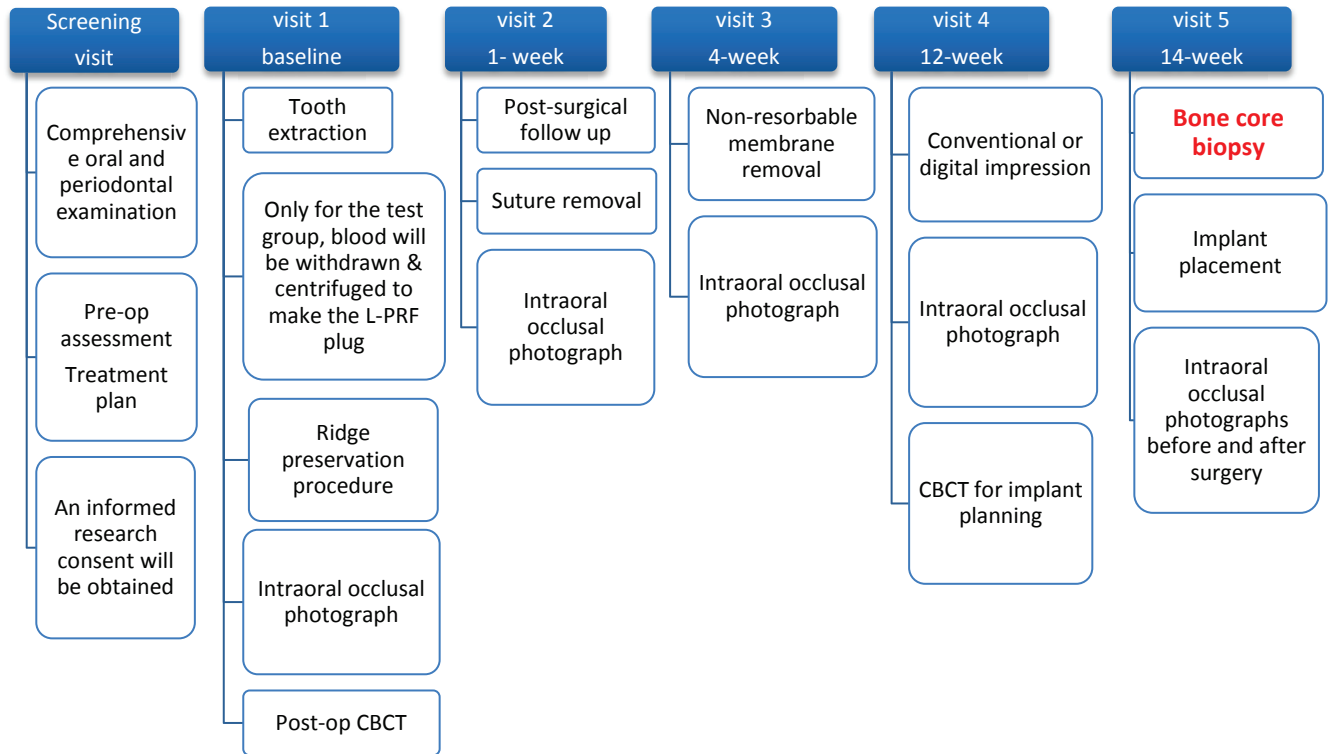 Screening
visit
Comprehensiv
e oral and
periodontal
examination
Pre-op
assessment
Treatment
plan
An informed
research
consent will
be obtained
visit 1
baseline
Tooth
extraction
Only for the test
group, blood will
be withdrawn &
centrifuged to
make the L-PRF
plug
Ridge
preservation
procedure
Intraoral occlusal
photograph
Post-op CBCT
visit 2
1- week
Post-surgical
follow up
Suture removal
Intraoral
occlusal
photograph
visit 3
4-week
Non-resorbable
membrane
removal
Intraoral occlusal
photograph
visit 4
12-week
Conventional or
digital impression
Intraoral occlusal
photograph
CBCT for implant
planning
visit 5
14-week
Bone core
biopsy
Implant
placement
Intraoral
occlusal
photographs
before and after
surgery